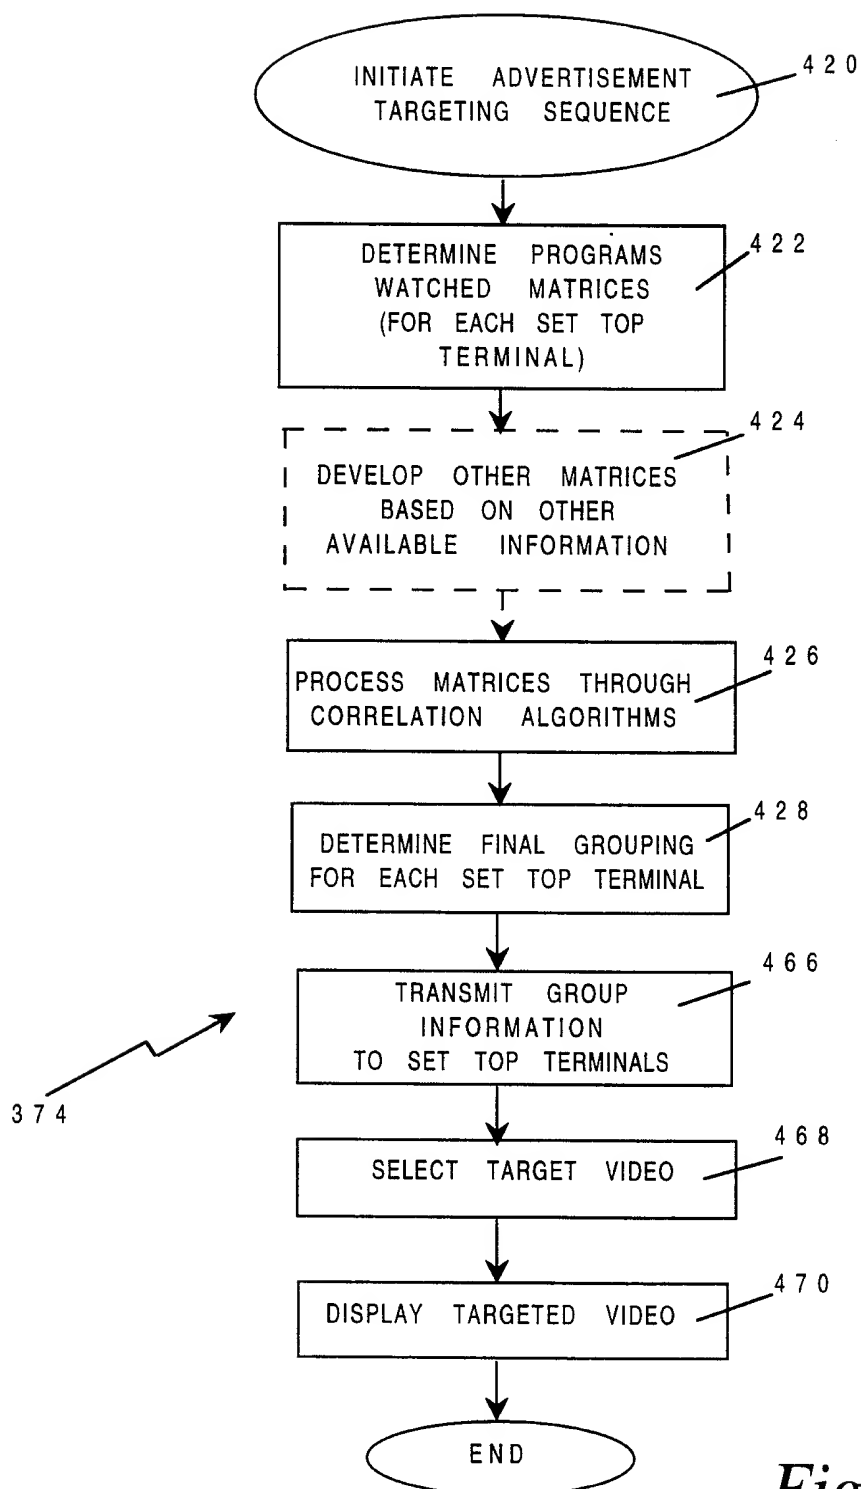 INITIATE ADVERTISEMENT
TARGETING SEQUENCE
420
DETERMINE PROGRAMS
WATCHED MATRICES
(FOR EACH SET TOP
TERMINAL)
422
DEVELOP OTHER MATRICES
BASED ON OTHER
AVAILABLE INFORMATION
424
PROCESS MATRICES THROUGH
CORRELATION ALGORITHMS
426
DETERMINE FINAL GROUPING
FOR EACH SET TOP TERMINAL
428
TRANSMIT GROUP
INFORMATION
TO SET TOP TERMINALS
466
374
SELECT TARGET VIDEO
468
DISPLAY TARGETED VIDEO
470
END
Fig